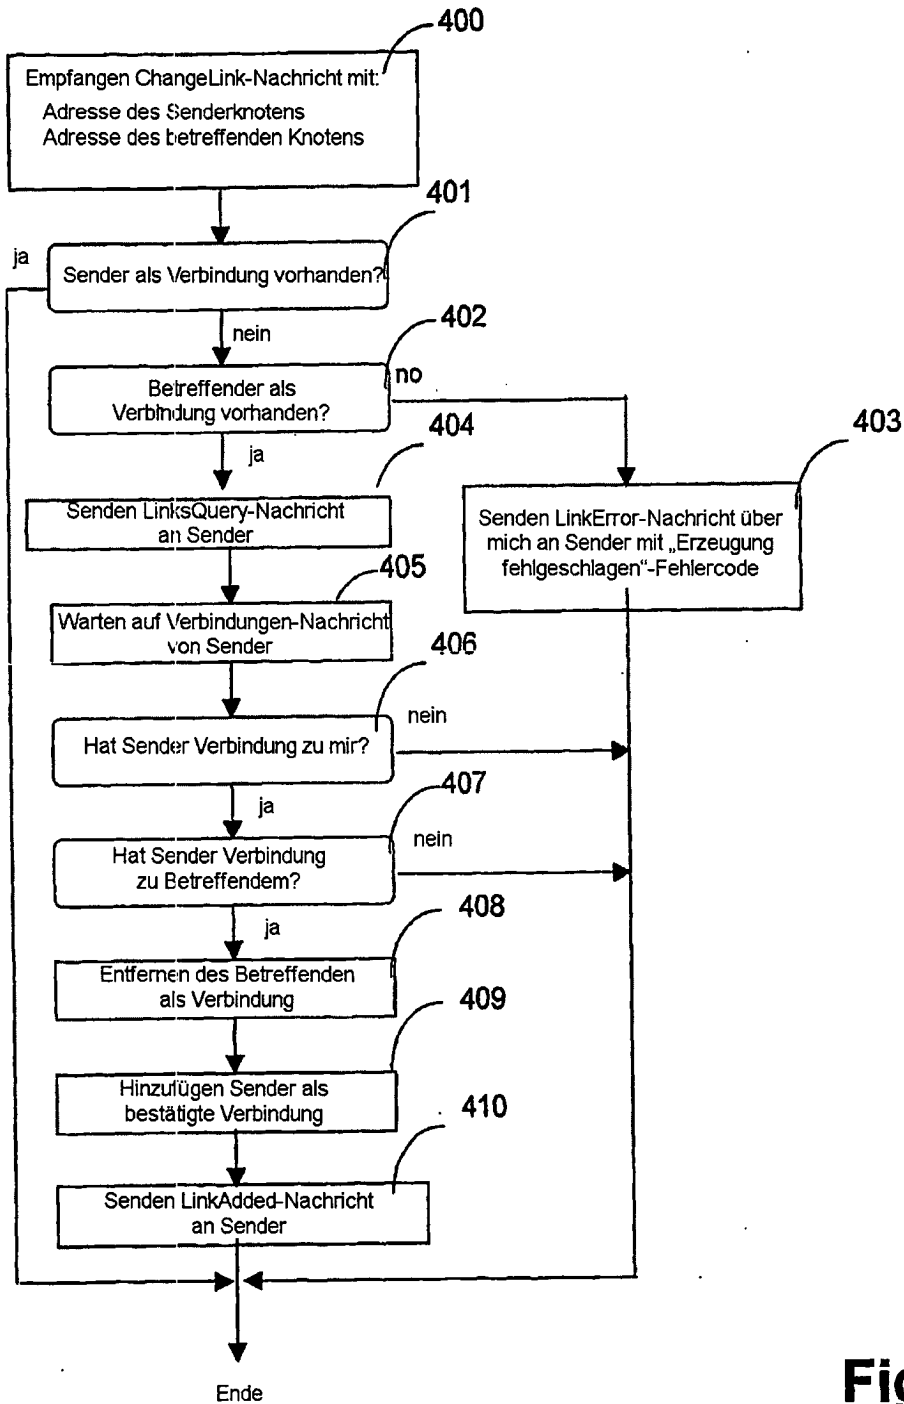 400
Empfangen ChangeLink-Nachricht mit:
Adresse des Senderknotens
Adresse des betreffenden Knotens
401
ja
Sender als Verbindung vorhanden?
nein
402
Betreffender als
Verbindung vorhanden?
no
ja
404
403
Senden LinksQuery-Nachricht
an Sender
Senden LinkError-Nachricht über
mich an Sender mit „Erzeugung
fehlgeschlagen“-Fehlercode
405
Warten auf Verbindungen-Nachricht
von Sender
406
Hat Sender Verbindung zu mir?
nein
ja
407
Hat Sender Verbindung
zu Betreffendem?
nein
ja
408
Entfernen des Betreffenden
als Verbindung
409
Hinzufügen Sender als
bestätigte Verbindung
410
Senden LinkAdded-Nachricht
an Sender
Ende